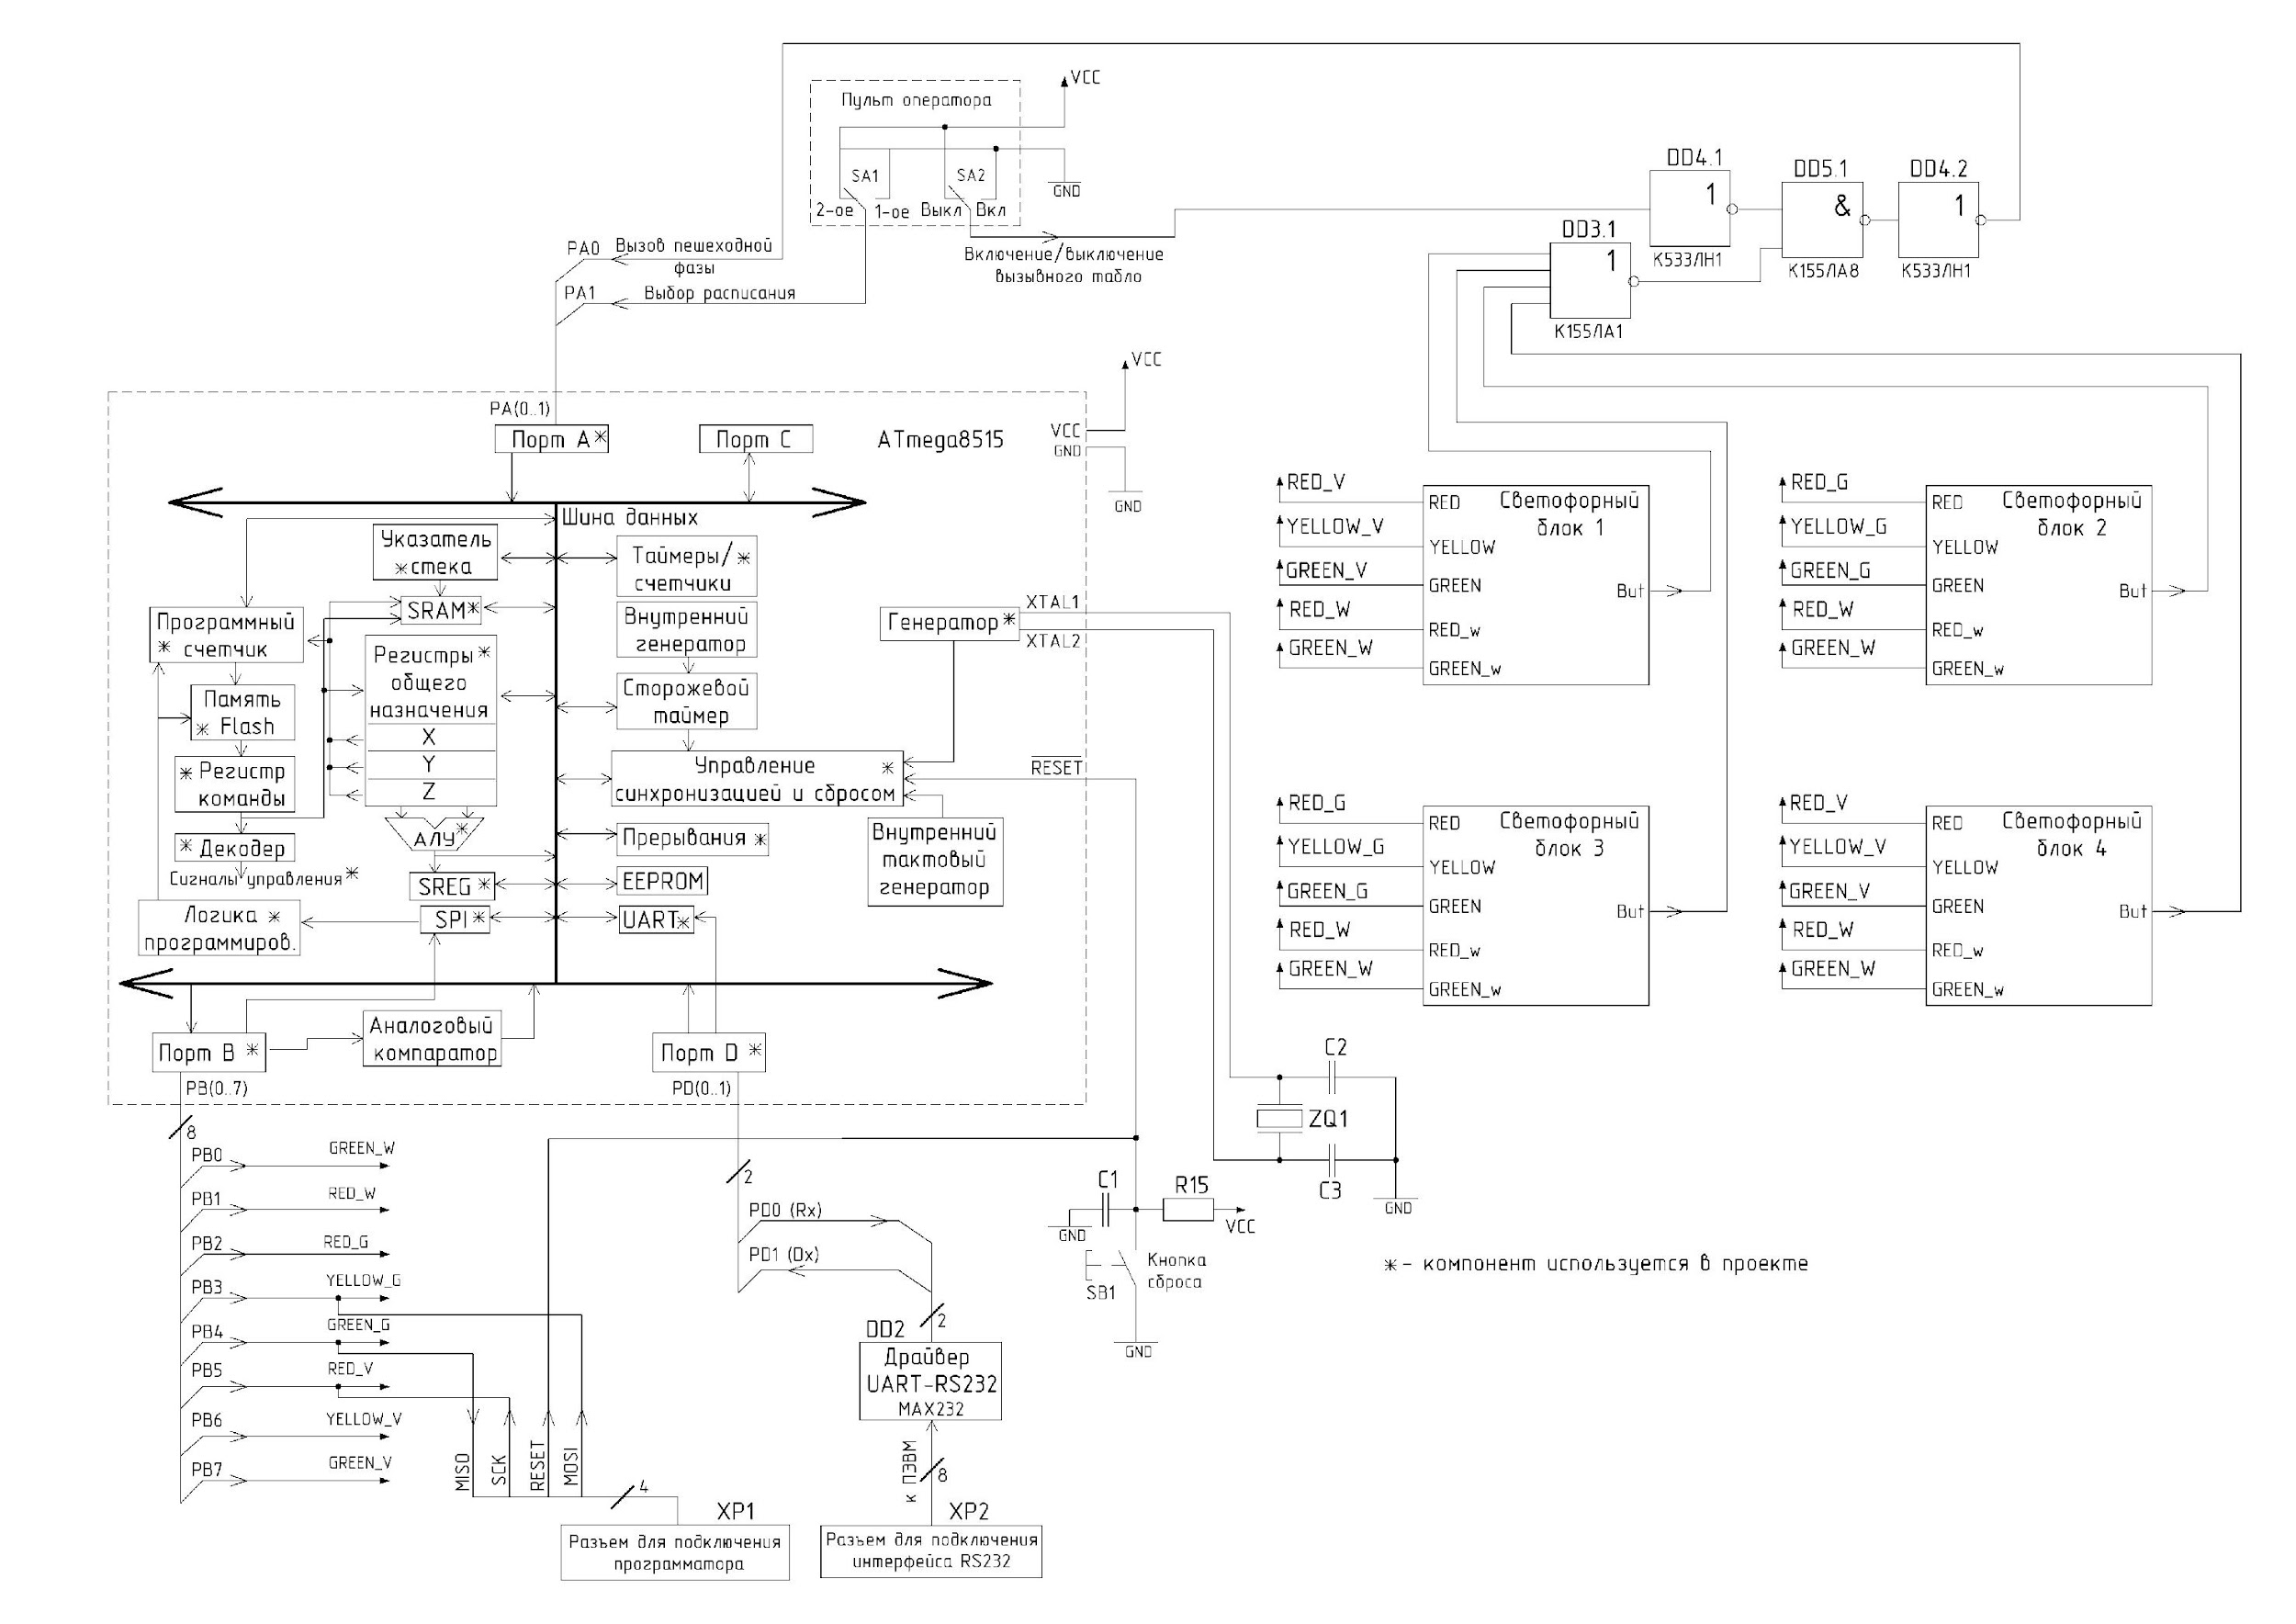 VCC
Пульт оператора
SA1
SA2
GND
2-ое
1-ое
Выкл
Вкл
Включение/выключение
вызывного табло
PA0
Вызов пешеходной
фазы
PA1
Выбор расписания
DD4.1
1
К533ЛН1
DD5.1
&
К155ЛА8
DD4.2
1
К533ЛН1
DD3.1
1
К155ЛА1
VCC
PA(0..1)
Порт A*
Порт C
ATmega8515
VCC
GND
GND
Шина данных
Указатель
*стека
Таймеры/*
счетчики
SRAM*
Программный
* счетчик
Внутренний
генератор
Генератор*
XTAL1
XTAL2
Регистры*
общего
назначения
X
Y
Z
Память
* Flash
Сторожевой
таймер
* Регистр
команды
Управление *
синхронизацией и сбросом
RESET
* Декодер
Сигналы управления*
АЛУ*
Прерывания *
Внутренний
тактовый
генератор
SREG *
EEPROM
Логика *
программиров.
SPI*
UART*
Порт B *
Аналоговый
компаратор
Порт D *
PB(0..7)
PD(0..1)
RED_V
YELLOW_V
GREEN_V
RED_W
GREEN_W
RED
YELLOW
GREEN
RED_w
GREEN_w
Светофорный
блок 1
But
RED_G
YELLOW_G
GREEN_G
RED_W
GREEN_W
RED
YELLOW
GREEN
RED_w
GREEN_w
Светофорный
блок 2
But
RED_G
YELLOW_G
GREEN_G
RED_W
GREEN_W
RED
YELLOW
GREEN
RED_w
GREEN_w
Светофорный
блок 3
But
RED_V
YELLOW_V
GREEN_V
RED_W
GREEN_W
RED
YELLOW
GREEN
RED_w
GREEN_w
Светофорный
блок 4
But
C2
ZQ1
C3
GND
8
PB0
GREEN_W
PB1
RED_W
PB2
RED_G
PB3
YELLOW_G
PB4
GREEN_G
PB5
RED_V
PB6
YELLOW_V
PB7
GREEN_V
MISO
SCK
RESET
MOSI
4
XP1
Разъем для подключения
программатора
2
PD0 (Rx)
PD1 (Dx)
2
DD2
Драйвер
UART-RS232
MAX232
к ПЭВМ
8
XP2
Разъем для подключения
интерфейса RS232
C1
GND
R15
VCC
Кнопка
сброса
SB1
GND
* – компонент используется в проекте